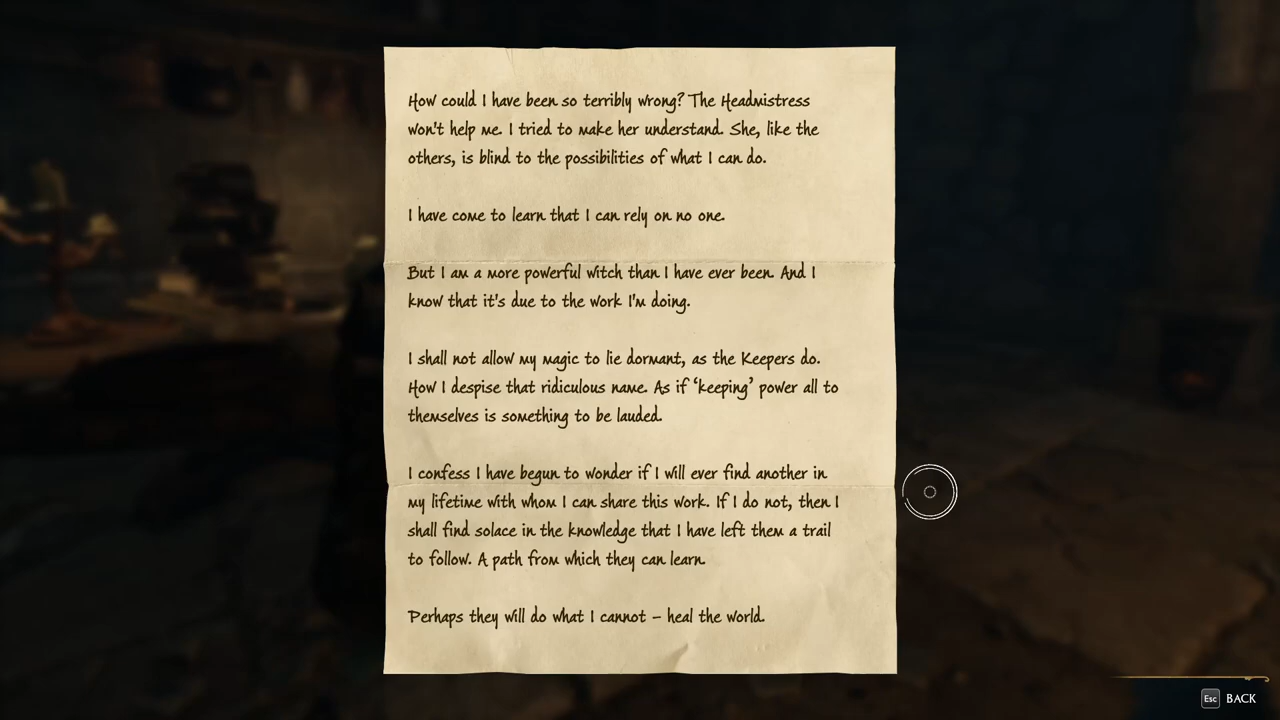 How could I have been so terribly wrong? The Headmistress
won't help me. I tried to make her understand. She, like the
others, is blind to the possibilities of what I can do.
I have come to learn that I can rely on no one.
But I am a more powerful witch than I have ever been. And I
know that it's due to the work I'm doing.
I shall not allow my magic to lie dormant, as the Keepers do.
How I despise that ridiculous name. As if ‘keeping’ power all to
themselves is something to be lauded.
I confess I have begun to wonder if I will ever find another in
my lifetime with whom I can share this work. If I do not, then I
shall find solace in the knowledge that I have left them a trail
to follow. A path from which they can learn.
Perhaps they will do what I cannot – heal the world.
Esc BACK